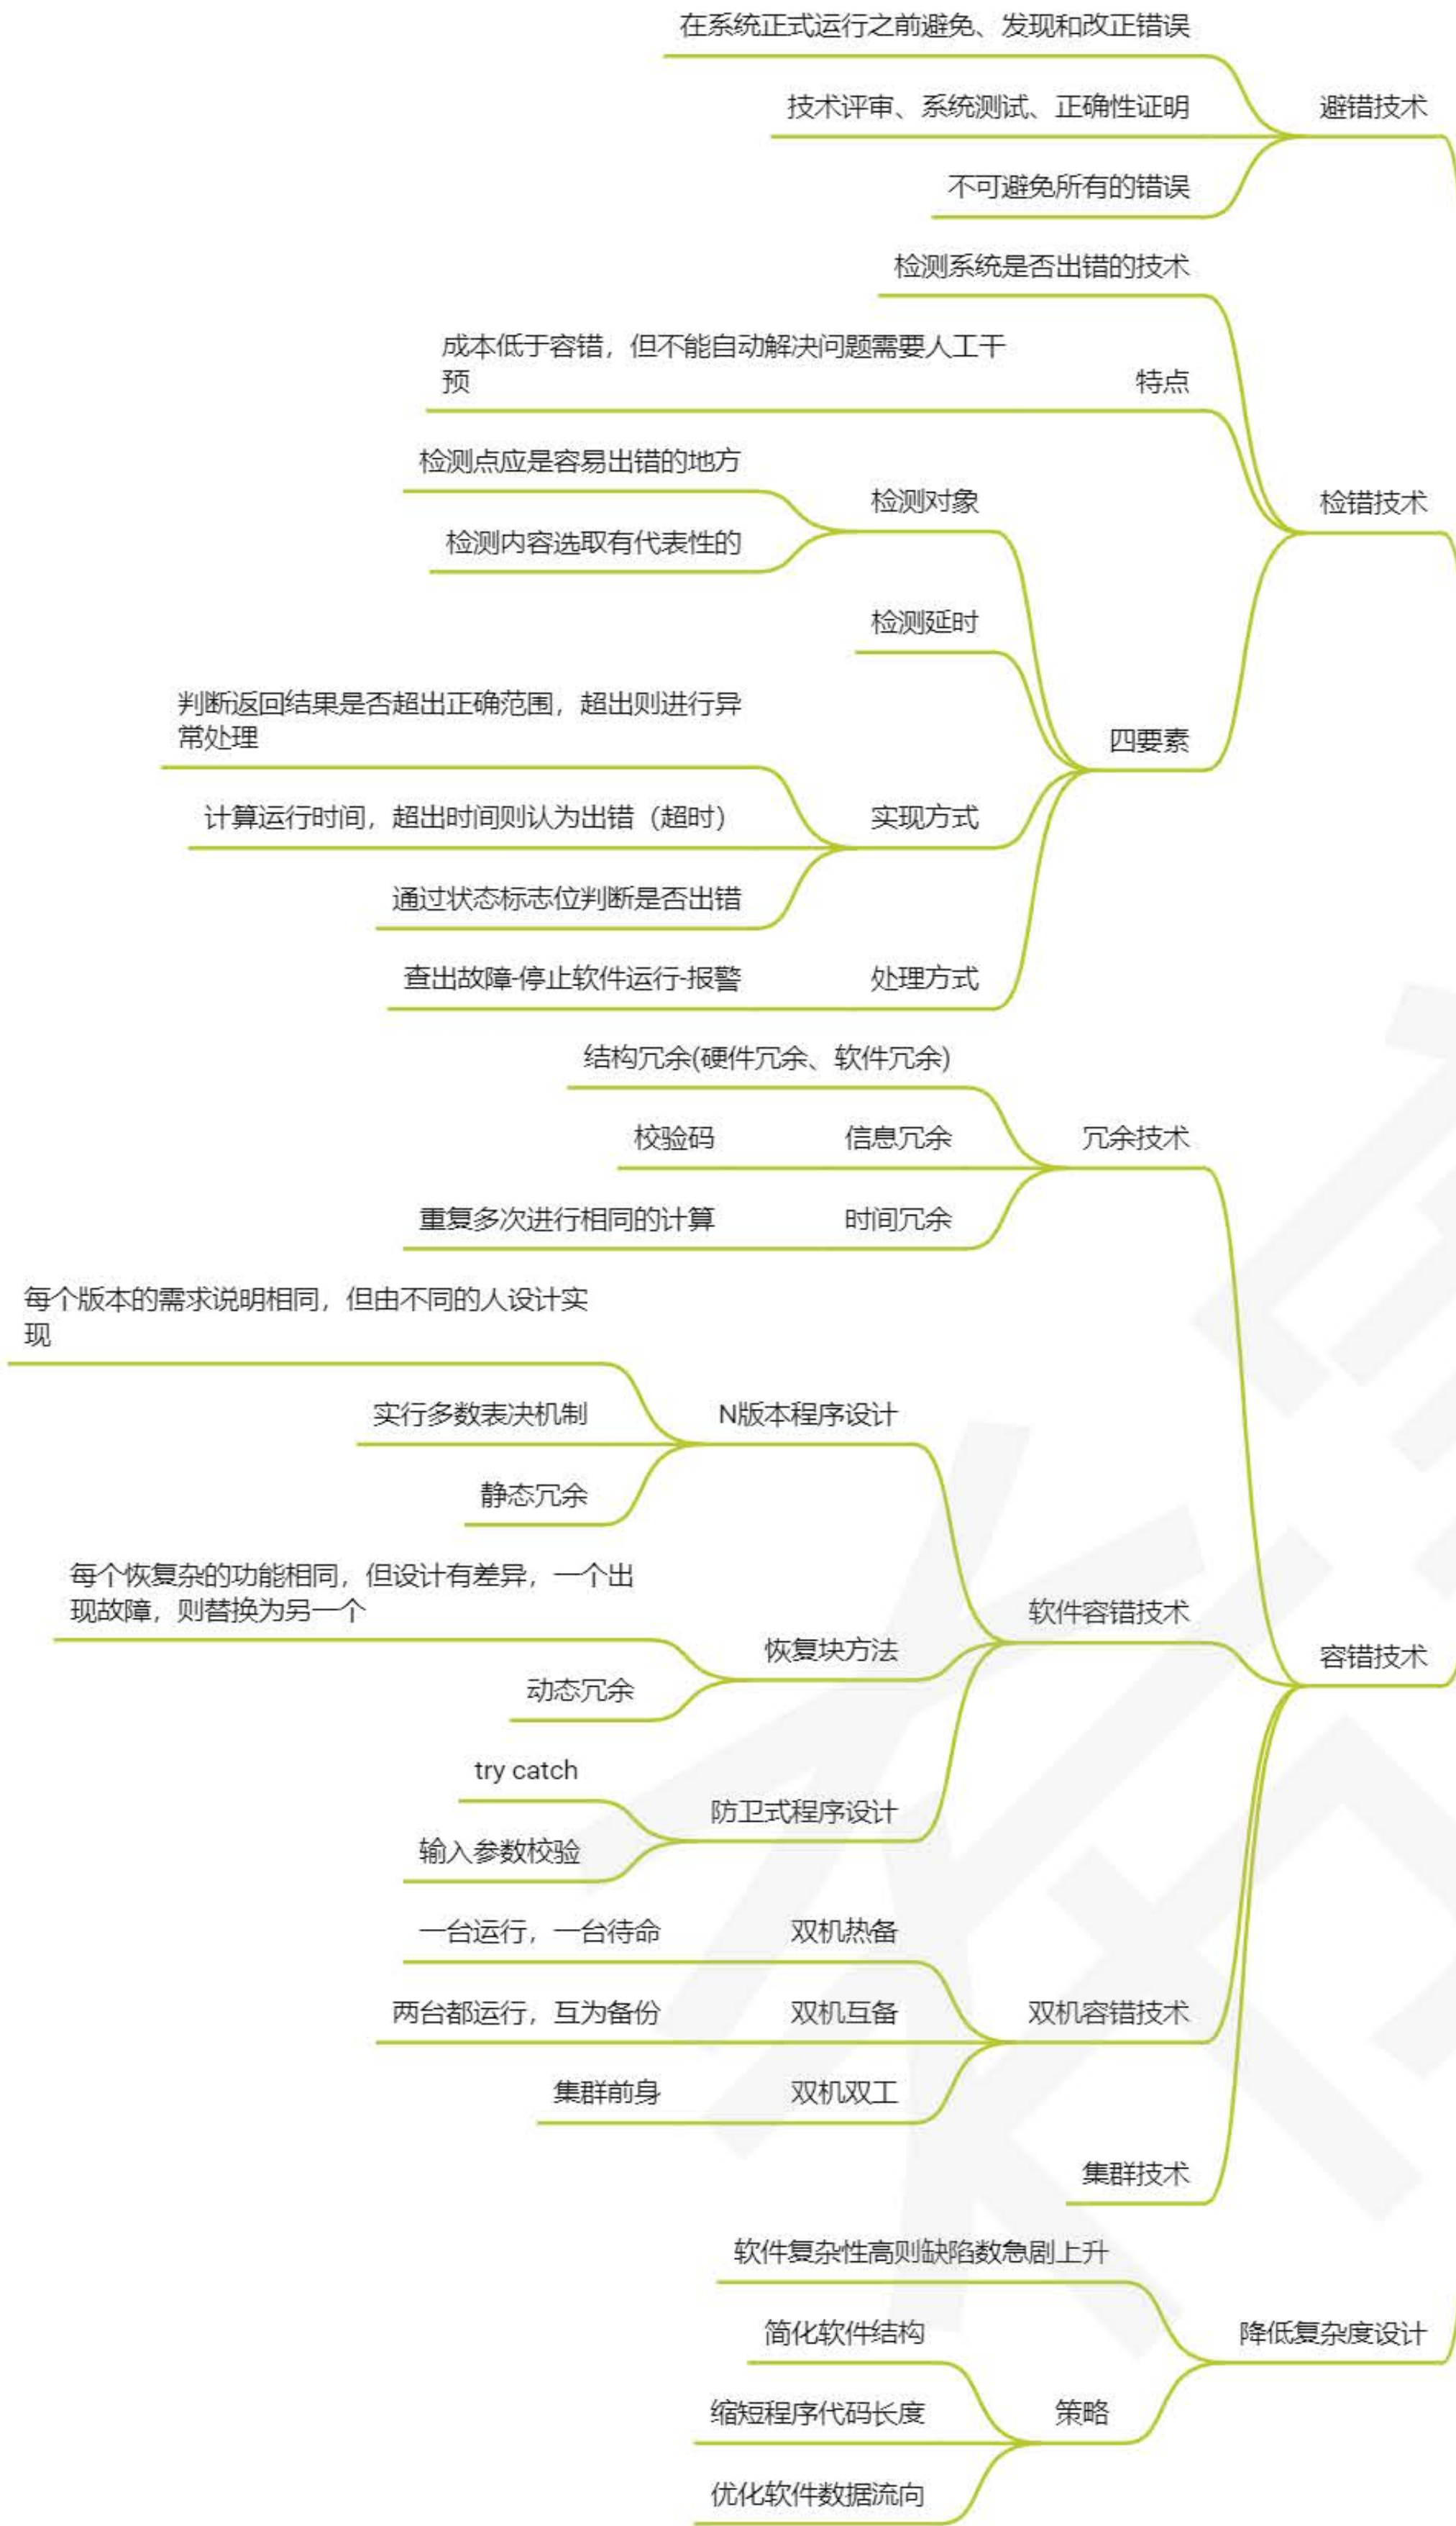 在系统正式运行之前避免、发现和改正错误
技术评审、系统测试、正确性证明
避错技术
不可避免所有的错误
检测系统是否出错的技术
成本低于容错，但不能自动解决问题需要人工干
预
特点
检测点应是容易出错的地方
检测对象
检错技术
检测内容选取有代表性的
检测延时
判断返回结果是否超出正确范围，超出则进行异
常处理
四要素
计算运行时间，超出时间则认为出错（超时）
实现方式
通过状态标志位判断是否出错
查出故障-停止软件运行-报警
处理方式
结构冗余(硬件冗余、软件冗余)
校验码
信息冗余
冗余技术
重复多次进行相同的计算
时间冗余
每个版本的需求说明相同，但由不同的人设计实
现
实行多数表决机制
N版本程序设计
静态冗余
每个恢复杂的功能相同，但设计有差异，一个出
现故障，则替换为另一个
软件容错技术
恢复块方法
容错技术
动态冗余
try catch
防卫式程序设计
输入参数校验
一台运行，一台待命
双机热备
两台都运行，互为备份
双机互备
双机容错技术
集群前身
双机双工
集群技术
软件复杂性高则缺陷数急剧上升
简化软件结构
降低复杂度设计
缩短程序代码长度
策略
优化软件数据流向